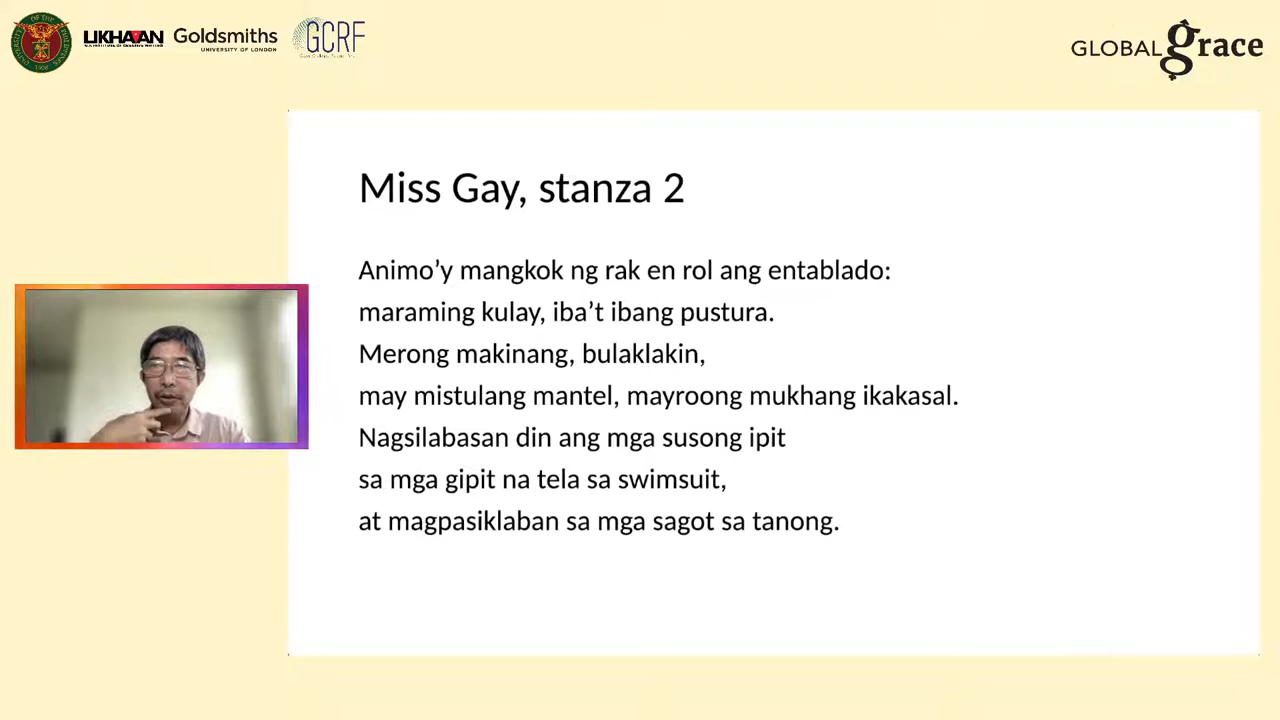 LIKHAAN
Goldsmiths
UNIVERSITY OF LONDON
GCRF
GLOBALgrace
Miss Gay, stanza 2
Animo’y mangkok ng rak en rol ang entablado:
maraming kulay, iba’t ibang pustura.
Merong makinang, bulaklakin,
may mistulang mantel, mayroong mukhang ikakasal.
Nagsilabasan din ang mga susong ipit
sa mga gipit na tela sa swimsuit,
at magpasiklaban sa mga sagot sa tanong.